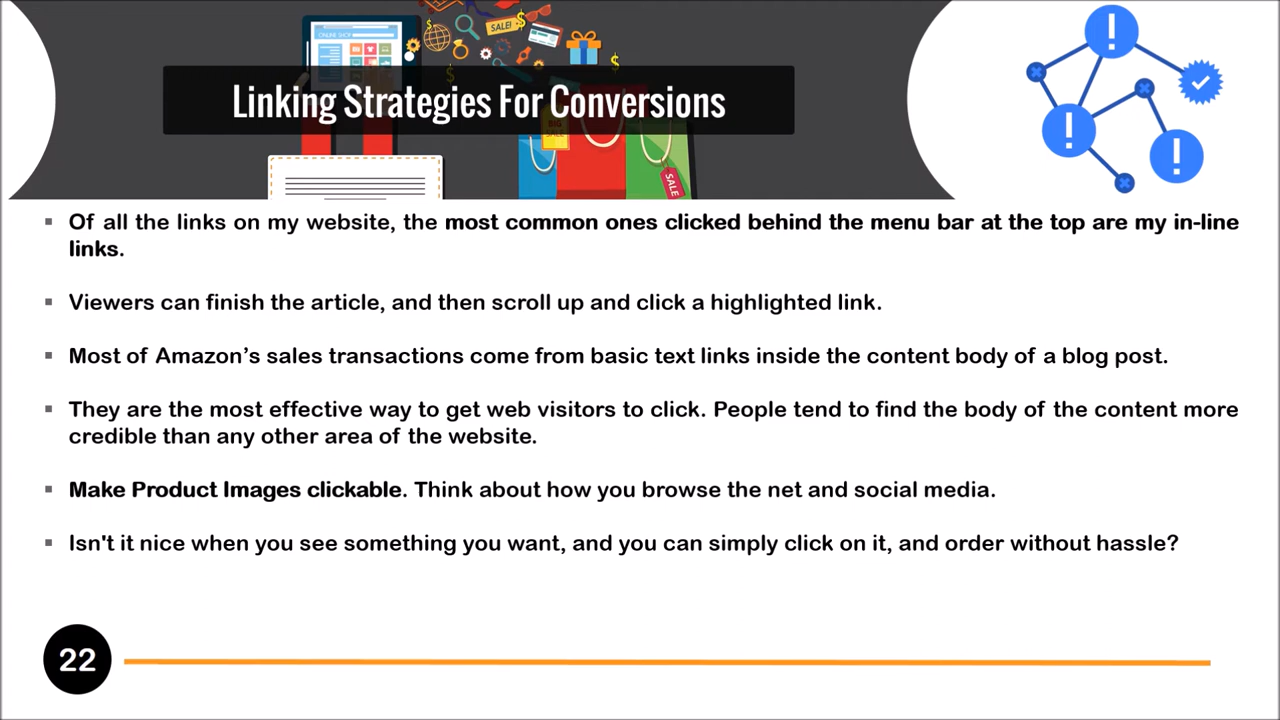 ONLINE SHOP
SALE!
Linking Strategies For Conversions
BIG
SALE
SALE
▪ Of all the links on my website, the most common ones clicked behind the menu bar at the top are my in-line
links.
▪ Viewers can finish the article, and then scroll up and click a highlighted link.
▪ Most of Amazon’s sales transactions come from basic text links inside the content body of a blog post.
▪ They are the most effective way to get web visitors to click. People tend to find the body of the content more
credible than any other area of the website.
▪ Make Product Images clickable. Think about how you browse the net and social media.
▪ Isn't it nice when you see something you want, and you can simply click on it, and order without hassle?
22